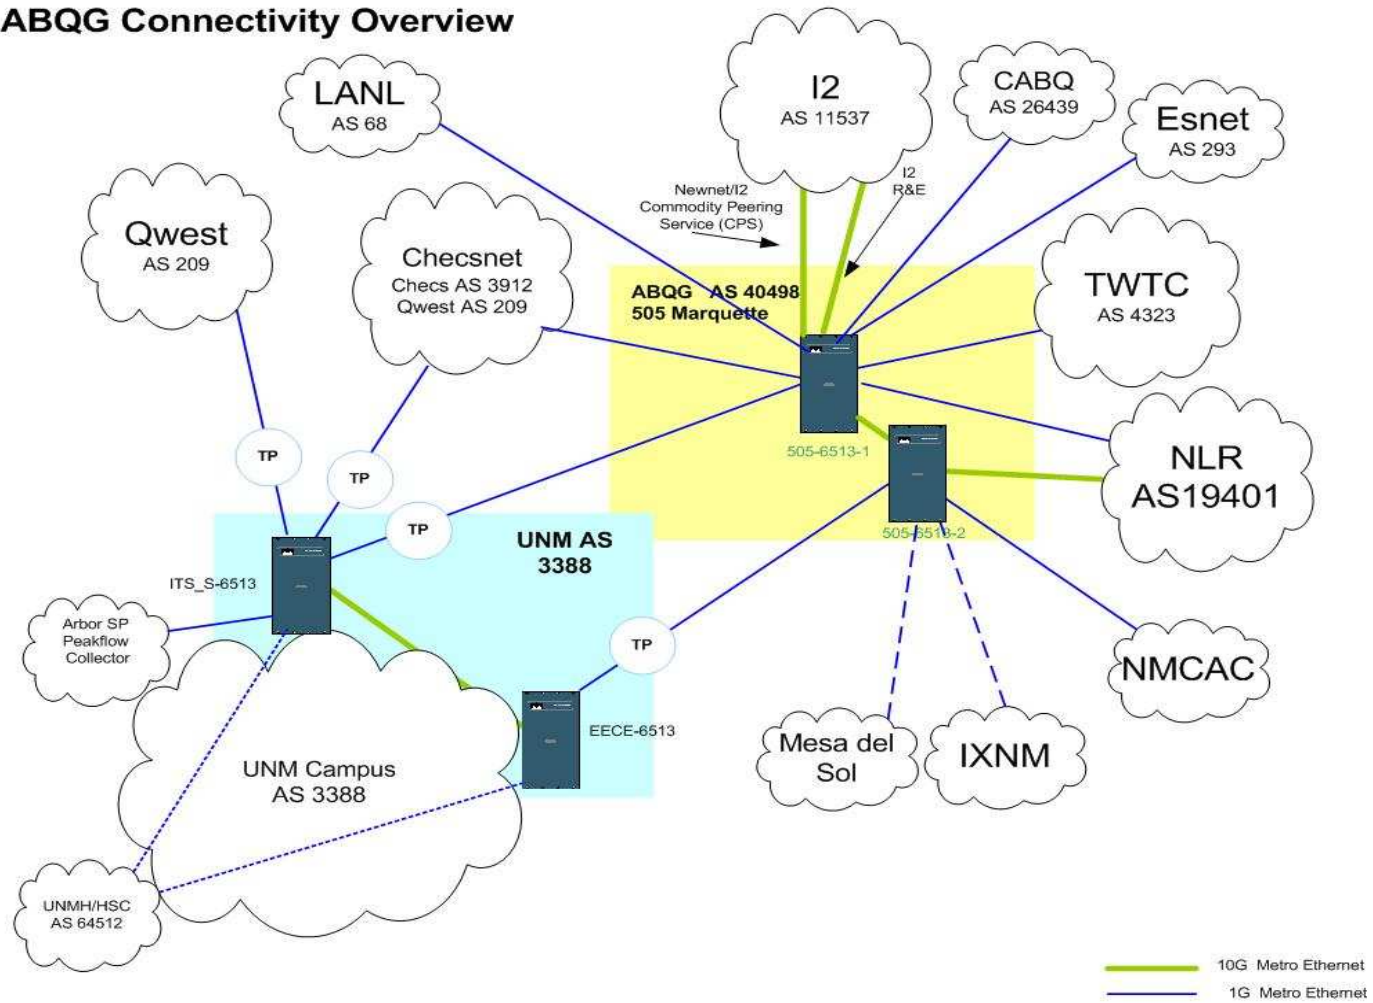 ABQG Connectivity Overview
LANL
AS 68
I2
AS 11537
CABQ
AS 26439
Esnet
AS 293
Qwest
AS 209
Checsnet
Checs AS 3912
Qwest AS 209
Newnet/I2
Commodity Peering
Service (CPS)
I2
R&E
TWTC
AS 4323
ABQG AS 40498
505 Marquette
NLR
AS19401
505-6513-1
505-6513-2
TP
TP
TP
UNM AS
3388
ITS_S-6513
Arbor SP
Peakflow
Collector
TP
NMCAC
EECE-6513
Mesa del
Sol
IXNM
UNM Campus
AS 3388
UNMH/HSC
AS 64512
10G Metro Ethernet
1G Metro Ethernet